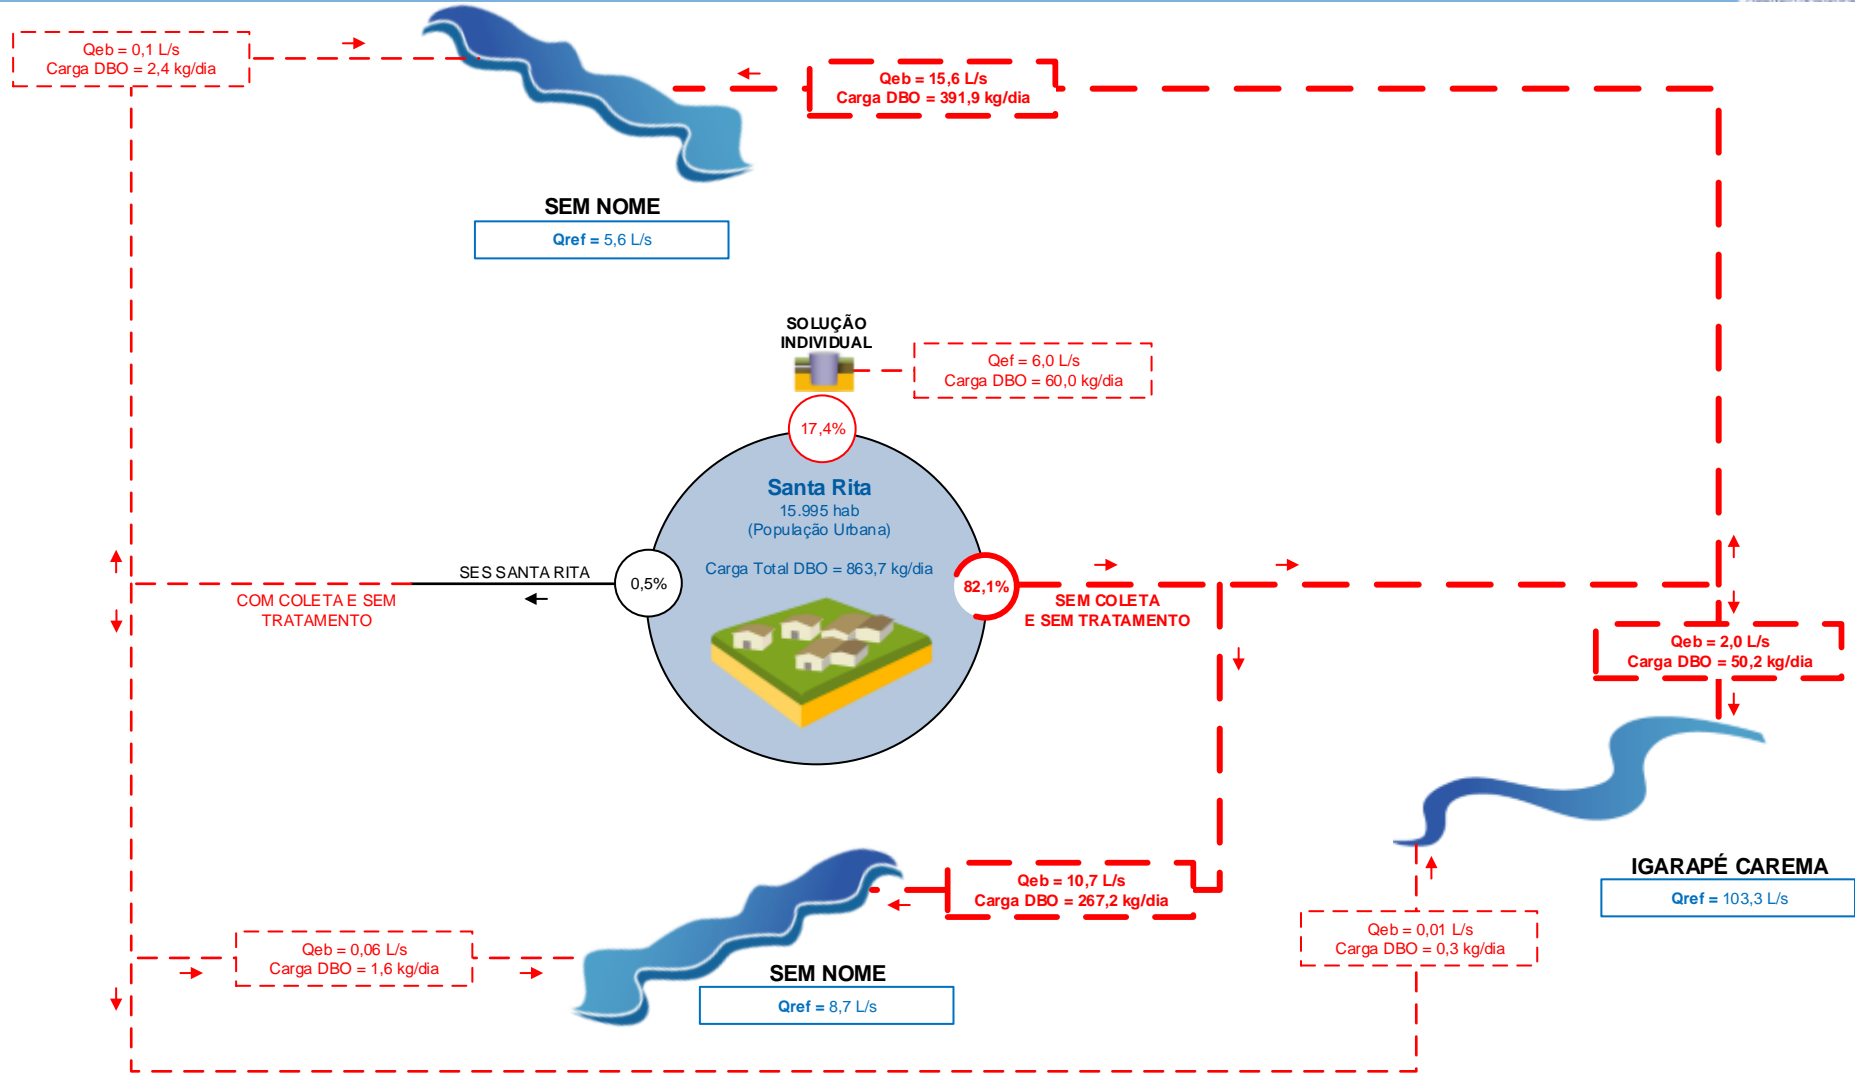 Qeb = 0,1 L/s
Carga DBO = 2,4 kg/dia
Qeb = 15,6 L/s
Carga DBO = 391,9 kg/dia
SEM NOME
Qref = 5,6 L/s
SOLUÇÃO
INDIVIDUAL
Qef = 6,0 L/s
Carga DBO = 60,0 kg/dia
17,4%
Santa Rita
15.995 hab
(População Urbana)
Carga Total DBO = 863,7 kg/dia
SES SANTA RITA
0,5%
82,1%
COM COLETA E SEM
TRATAMENTO
SEM COLETA
E SEM TRATAMENTO
Qeb = 2,0 L/s
Carga DBO = 50,2 kg/dia
IGARAPÉ CAREMA
Qref = 103,3 L/s
Qeb = 10,7 L/s
Carga DBO = 267,2 kg/dia
Qeb = 0,01 L/s
Carga DBO = 0,3 kg/dia
Qeb = 0,06 L/s
Carga DBO = 1,6 kg/dia
SEM NOME
Qref = 8,7 L/s